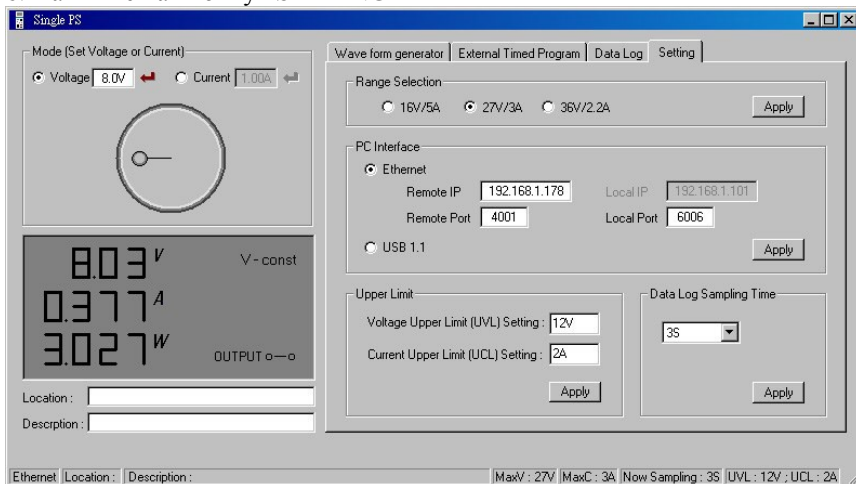 Single PS
Mode (Set Voltage or Current)
Voltage 8.0V Current 1.00A
8.03 V V-const
0.377 A
3.027 W OUTPUT
Location :
Descrption :
Wave form generator External Timed Program Data Log Setting
Range Selection
16V/5A 27V/3A 36V/2.2A Apply
PC Interface
Ethernet
Remote IP 192.168.1.178 Local IP 192.168.1.101
Remote Port 4001 Local Port 6006
USB 1.1 Apply
Upper Limit
Voltage Upper Limit (UVL) Setting : 12V
Current Upper Limit (UCL) Setting : 2A
Apply
Data Log Sampling Time
3S
Apply
Ethernet Location : Description : MaxV : 27V MaxC : 3A Now Sampling : 3S UVL : 12V ; UCL : 2A